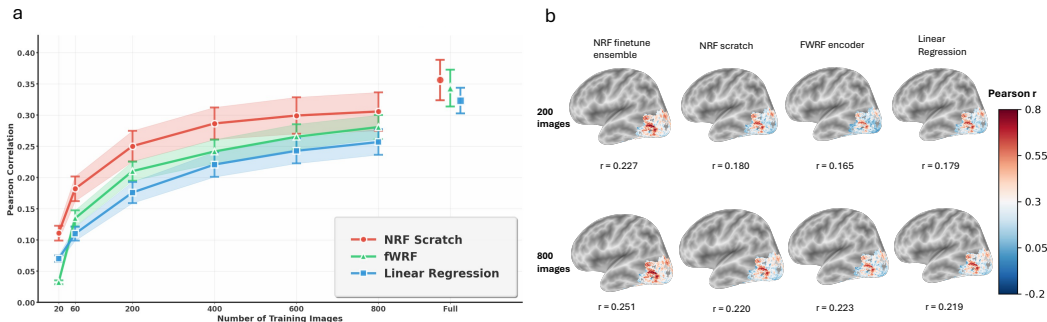 a
0.40
0.35
0.30
0.25
0.20
0.15
0.10
0.05
0.00
Pearson Correlation
20 60 200 400 600 800 Full
Number of Training Images
NRF Scratch
fWRF
Linear Regression
b
NRF finetune
ensemble
NRF scratch
FWRF encoder
Linear
Regression
200
images
r = 0.227
r = 0.180
r = 0.165
r = 0.179
800
images
r = 0.251
r = 0.220
r = 0.223
r = 0.219
Pearson r
0.8
0.55
0.3
0.05
-0.2